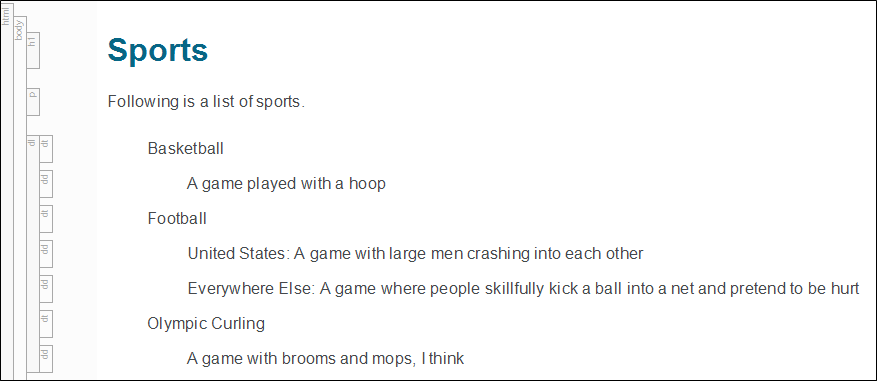 html
body
h1
Sports
p
Following is a list of sports.
dl
dt
Basketball
dd
A game played with a hoop
dt
Football
dd
United States: A game with large men crashing into each other
dd
Everywhere Else: A game where people skillfully kick a ball into a net and pretend to be hurt
dt
Olympic Curling
dd
A game with brooms and mops, I think